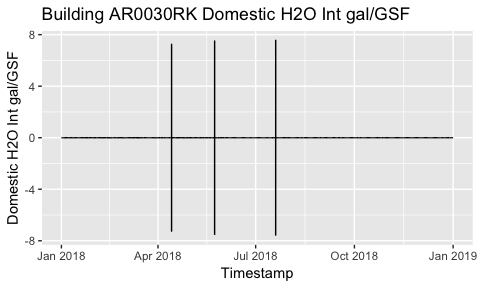 Building AR0030RK Domestic H2O Int gal/GSF
Domestic H2O Int gal/GSF
8
4
0
-4
-8
Jan 2018 Apr 2018 Jul 2018 Oct 2018 Jan 2019
Timestamp